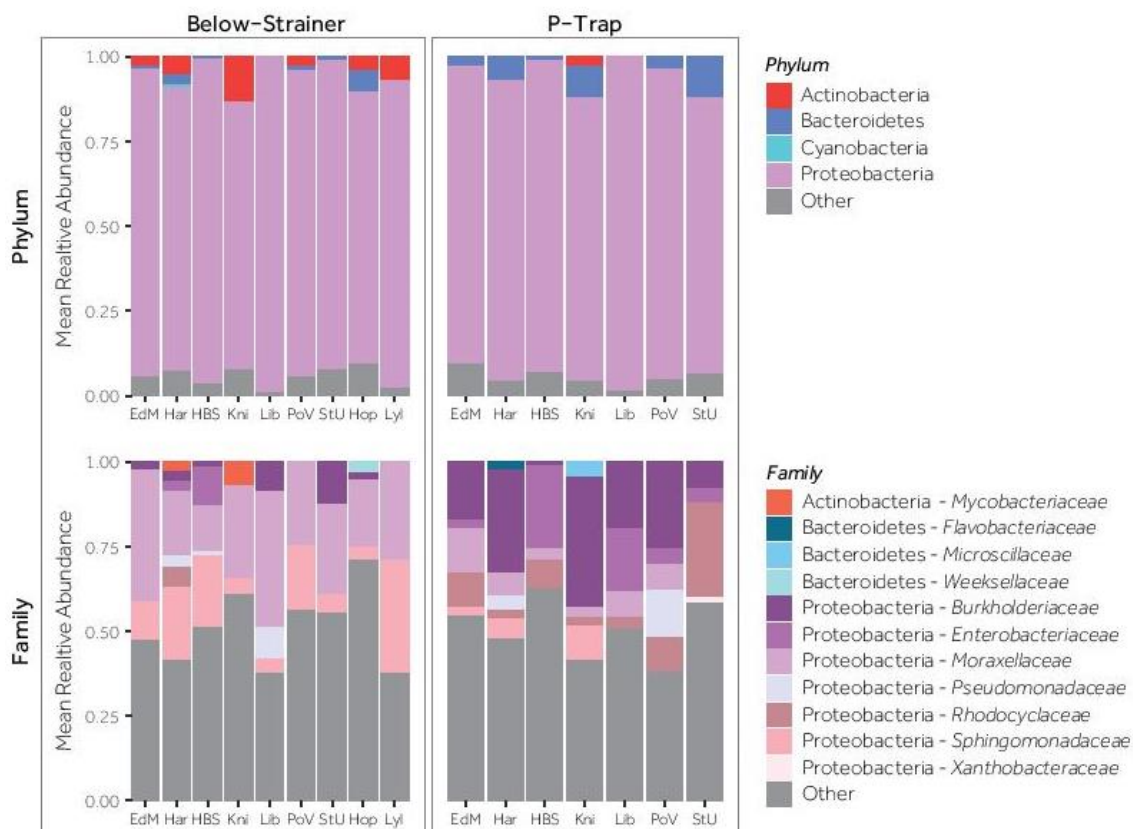 Below-Strainer
P-Trap
Phylum
Mean Realtive Abundance
1.00
0.75
0.50
0.25
0.00
EdM Har HBS Kni Lib PoV StU Hop Lyl
EdM Har HBS Kni Lib PoV StU
Phylum
Actinobacteria
Bacteroidetes
Cyanobacteria
Proteobacteria
Other
Family
Mean Realtive Abundance
1.00
0.75
0.50
0.25
0.00
EdM Har HBS Kni Lib PoV StU Hop Lyl
EdM Har HBS Kni Lib PoV StU
Family
Actinobacteria - Mycobacteriaceae
Bacteroidetes - Flavobacteriaceae
Bacteroidetes - Microscillaceae
Bacteroidetes - Weeksellaceae
Proteobacteria - Burkholderiaceae
Proteobacteria - Enterobacteriaceae
Proteobacteria - Moraxellaceae
Proteobacteria - Pseudomonadaceae
Proteobacteria - Rhodocyclaceae
Proteobacteria - Sphingomonadaceae
Proteobacteria - Xanthobacteraceae
Other